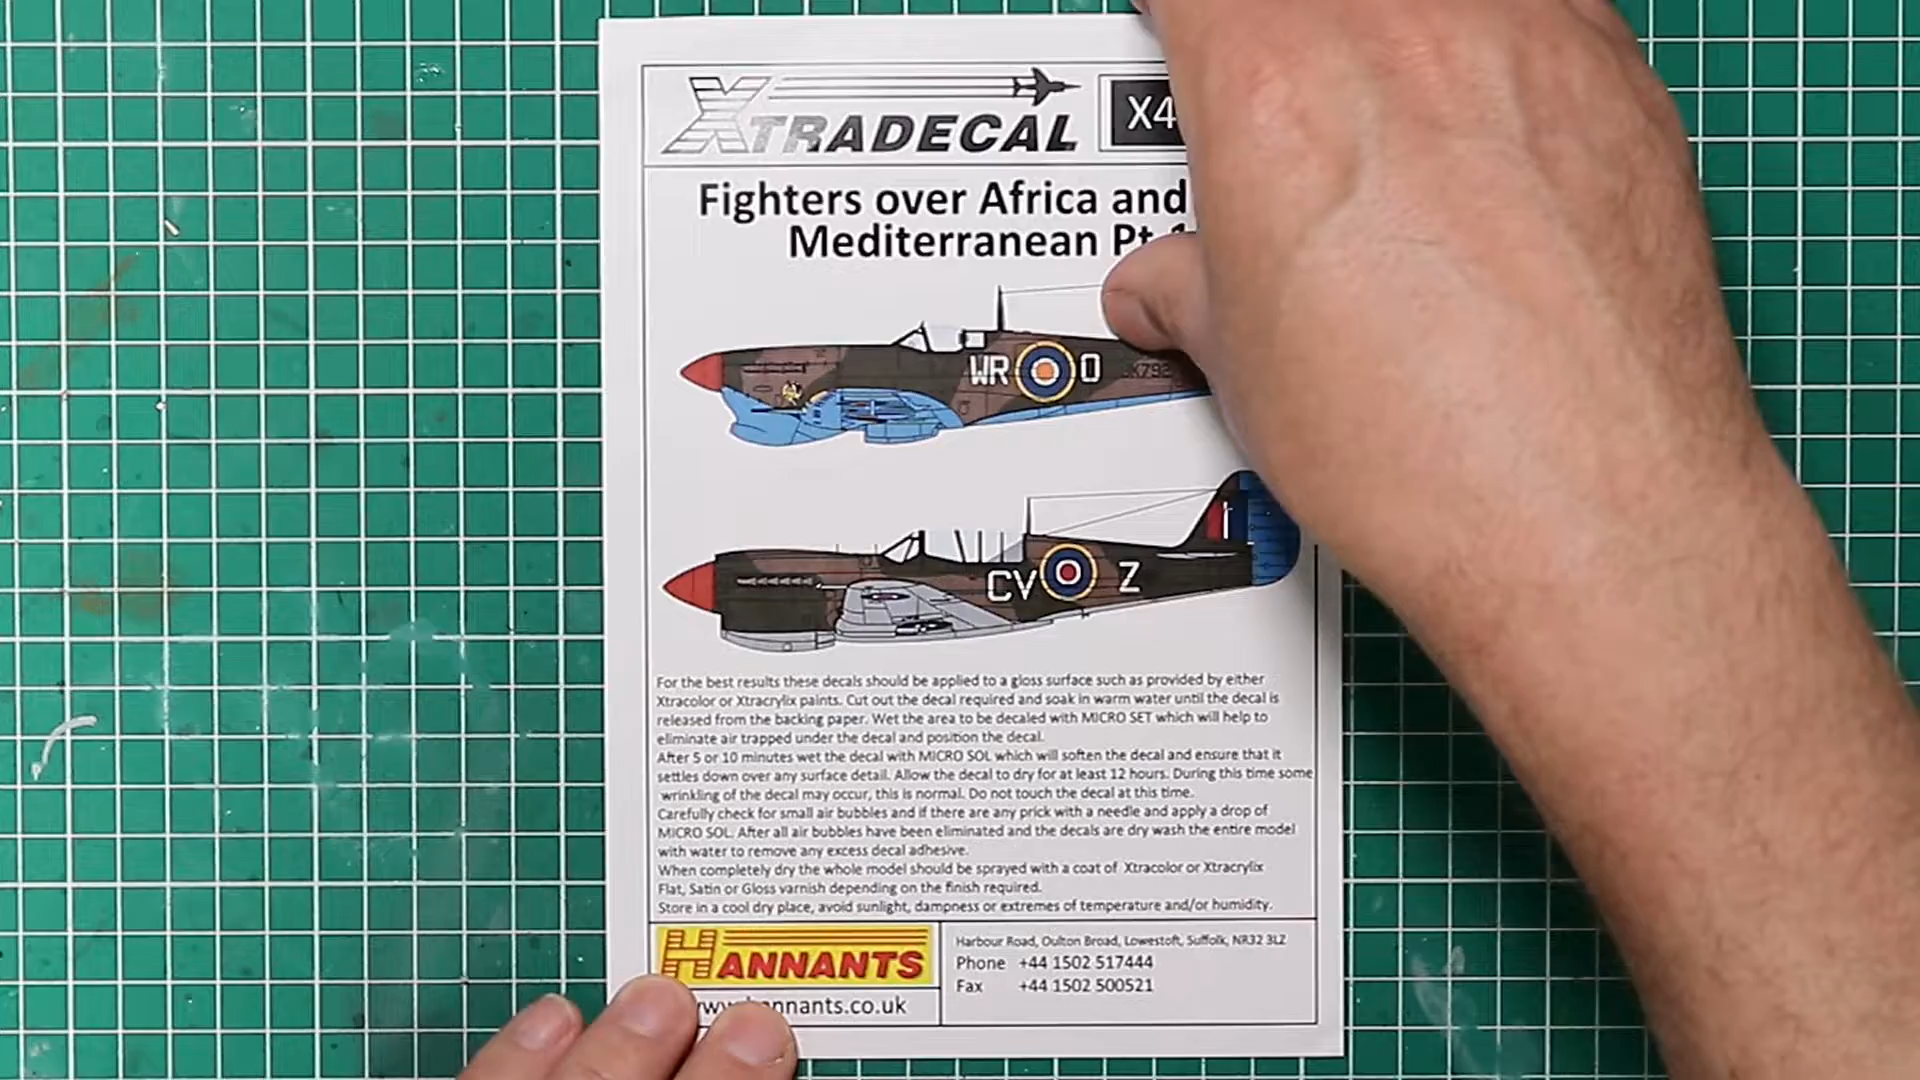 XTRADECAL X4
Fighters over Africa and
Mediterranean Pt 1
WR O JK792
CV Z
For the best results these decals should be applied to a gloss surface such as provided by either
Xtracolor or Xtracrylix paints. Cut out the decal required and soak in warm water until the decal is
released from the backing paper. Wet the area to be decaled with MICRO SET which will help to
eliminate air trapped under the decal and position the decal.
After 5 or 10 minutes wet the decal with MICRO SOL which will soften the decal and ensure that it
settles down over any surface detail. Allow the decal to dry for at least 12 hours. During this time some
wrinkling of the decal may occur, this is normal. Do not touch the decal at this time.
Carefully check for small air bubbles and if there are any prick with a needle and apply a drop of
MICRO SOL. After all air bubbles have been eliminated and the decals are dry wash the entire model
with water to remove any excess decal adhesive.
When completely dry the whole model should be sprayed with a coat of Xtracolor or Xtracrylix
Flat, Satin or Gloss varnish depending on the finish required.
Store in a cool dry place, avoid sunlight, dampness or extremes of temperature and/or humidity.
HANNANTS
www.hannants.co.uk
Harbour Road, Oulton Broad, Lowestoft, Suffolk, NR32 3LZ
Phone +44 1502 517444
Fax +44 1502 500521